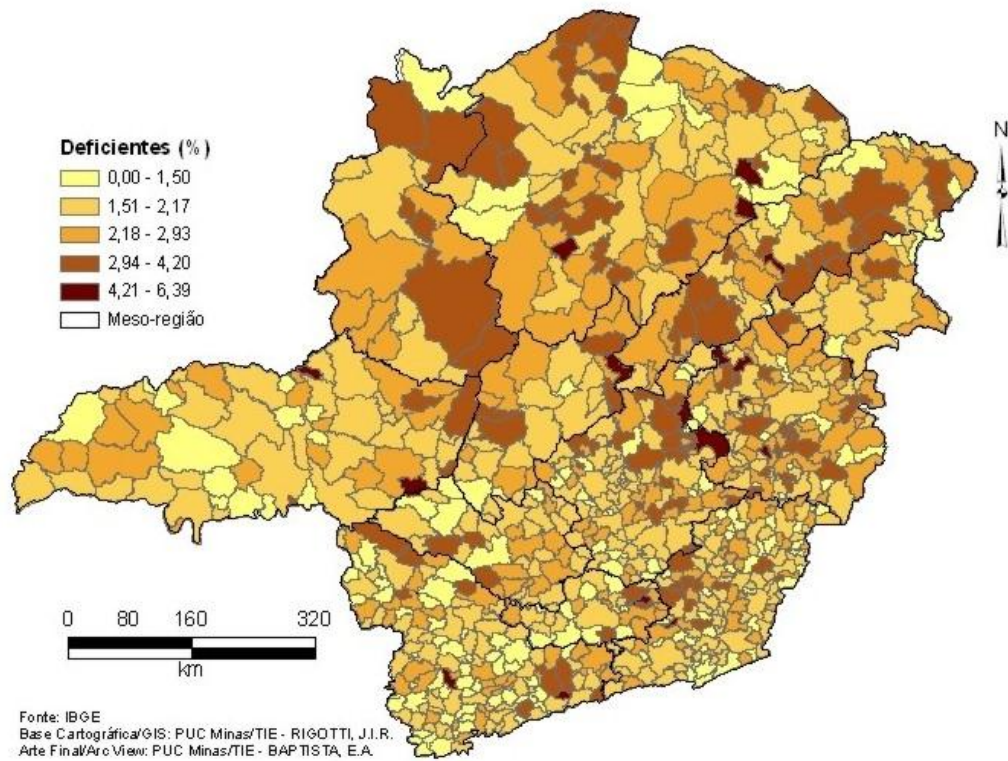 N
Deficientes (%)
0,00 - 1,50
1,51 - 2,17
2,18 - 2,93
2,94 - 4,20
4,21 - 6,39
Meso-região
0 80 160 320
km
Fonte: IBGE
Base Cartográfica/GIS: PUC Minas/TIE - RIGOTTI, J.I.R.
Arte Final/Arc View: PUC Minas/TIE - BAPTISTA, E.A.